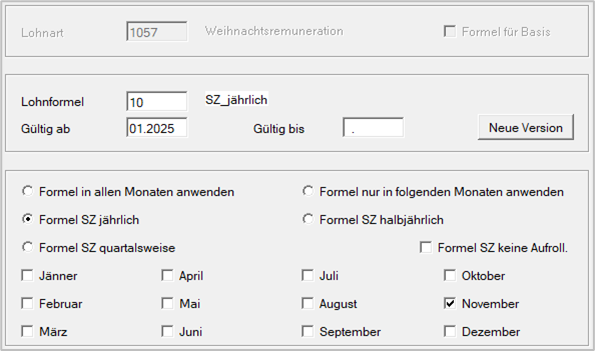 Lohnart 1057 Weihnachtsremuneration Formel für Basis
Lohnformel 10 SZ_jährlich
Gültig ab 01.2025 Gültig bis . Neue Version
Formel in allen Monaten anwenden Formel nur in folgenden Monaten anwenden
Formel SZ jährlich Formel SZ halbjährlich
Formel SZ quartalsweise Formel SZ keine Aufroll.
Jänner April Juli Oktober
Februar Mai August November
März Juni September Dezember